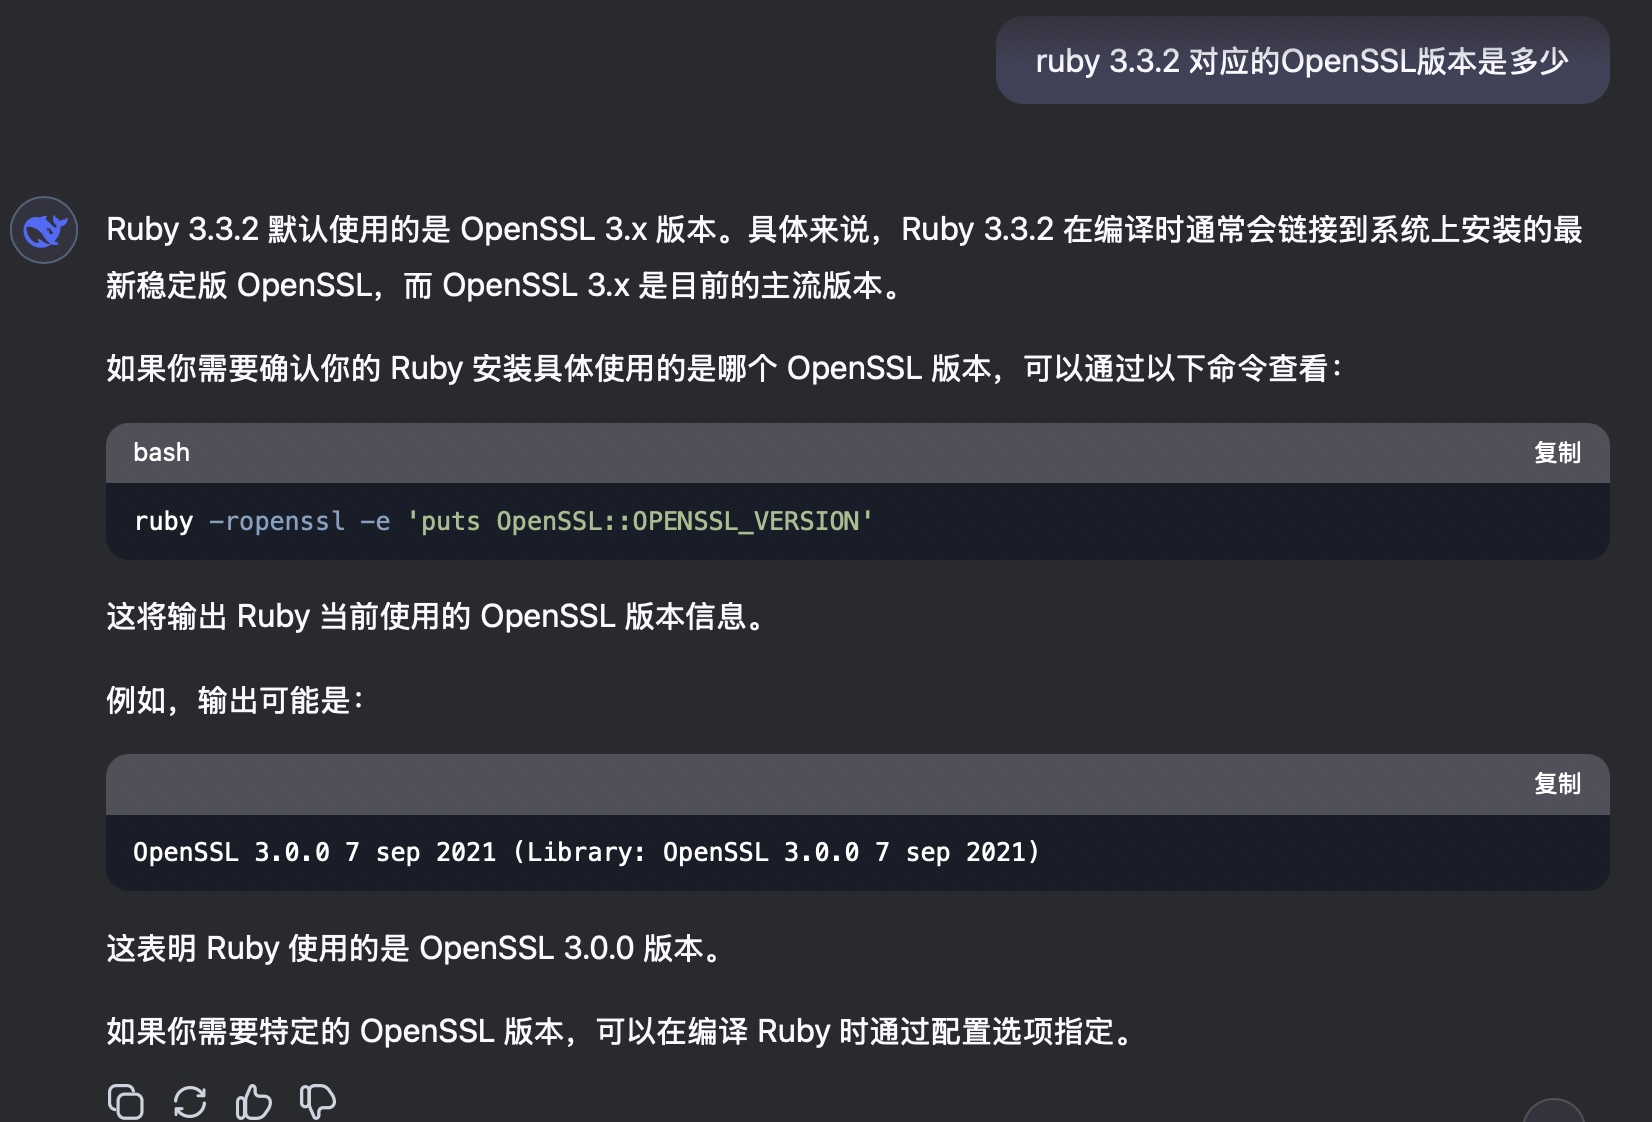 ruby 3.3.2 对应的OpenSSL版本是多少
Ruby 3.3.2 默认使用的是 OpenSSL 3.x 版本。具体来说，Ruby 3.3.2 在编译时通常会链接到系统上安装的最
新稳定版 OpenSSL，而 OpenSSL 3.x 是目前的主流版本。
如果你需要确认你的 Ruby 安装具体使用的是哪个 OpenSSL 版本，可以通过以下命令查看：
bash 复制
ruby -ropenssl -e 'puts OpenSSL::OPENSSL_VERSION'
这将输出 Ruby 当前使用的 OpenSSL 版本信息。
例如，输出可能是：
复制
OpenSSL 3.0.0 7 sep 2021 (Library: OpenSSL 3.0.0 7 sep 2021)
这表明 Ruby 使用的是 OpenSSL 3.0.0 版本。
如果你需要特定的 OpenSSL 版本，可以在编译 Ruby 时通过配置选项指定。